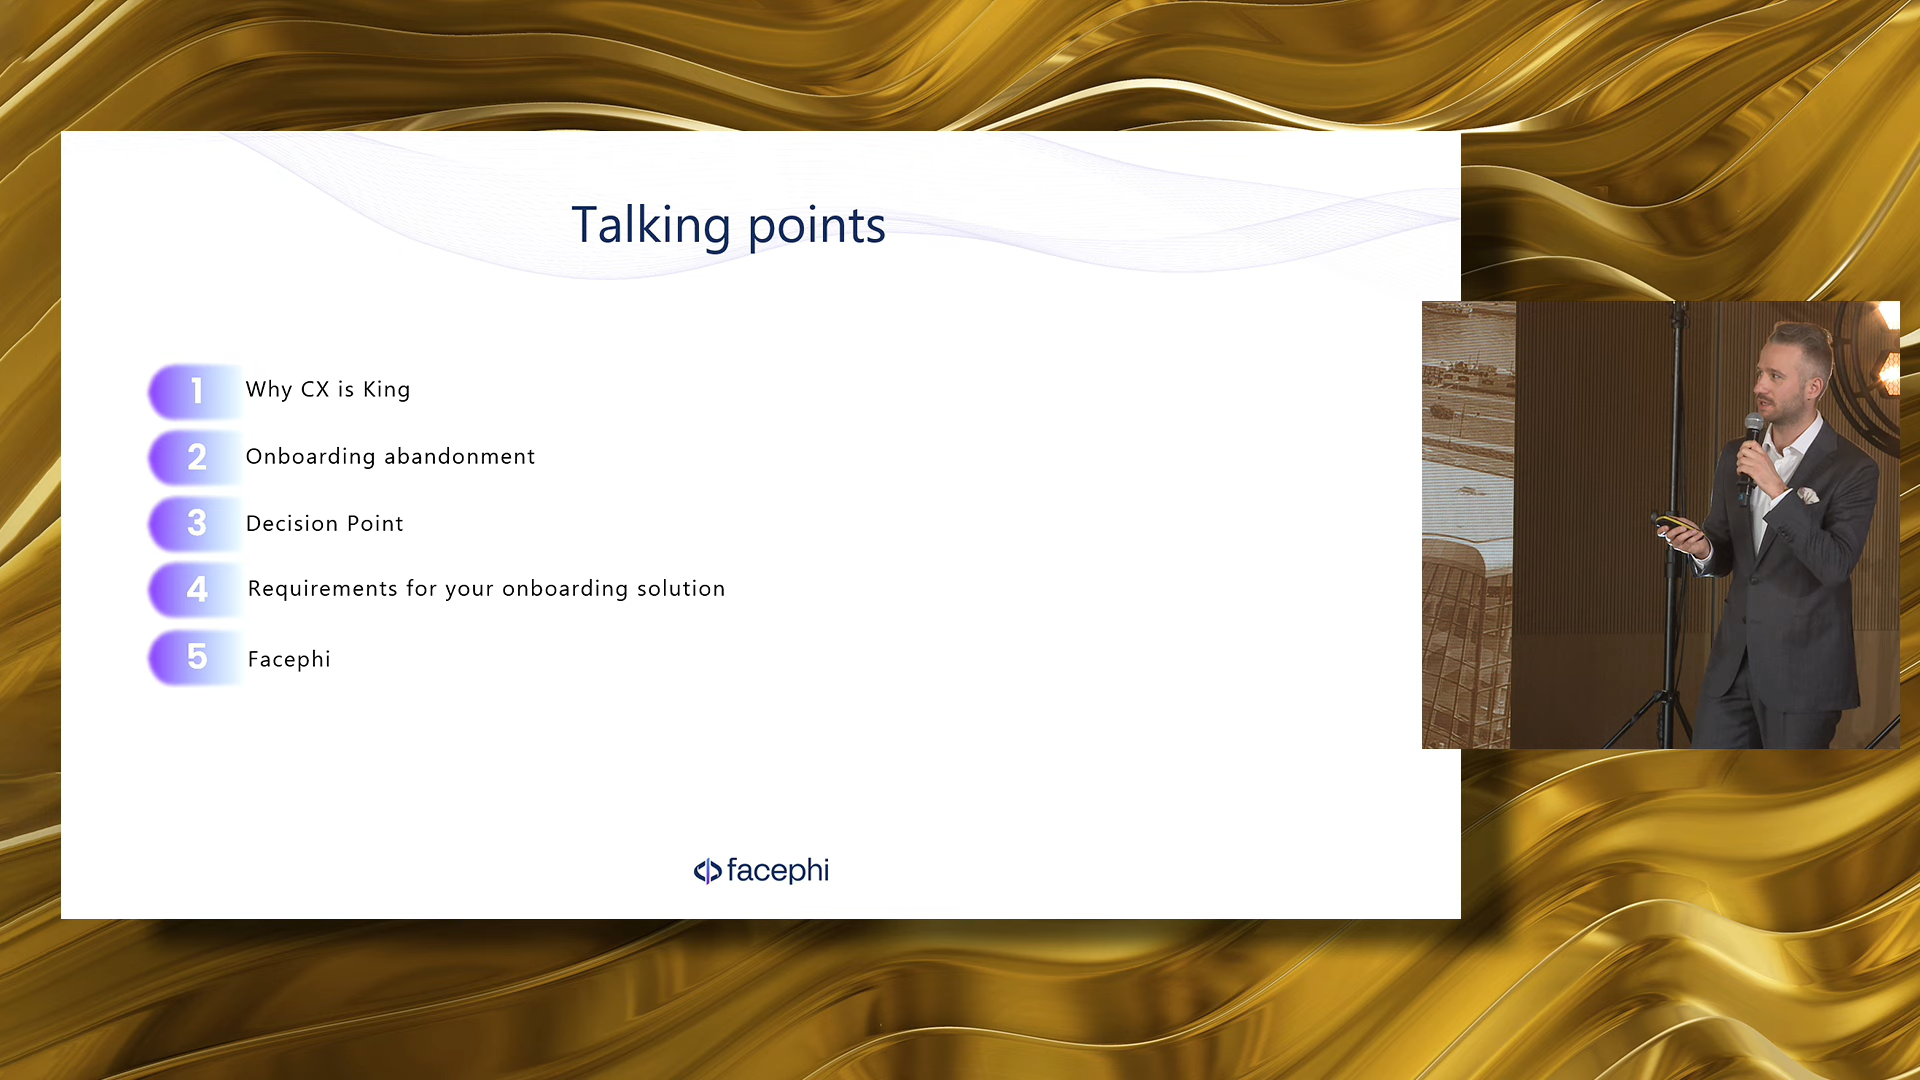 Talking points
1 Why CX is King
2 Onboarding abandonment
3 Decision Point
4 Requirements for your onboarding solution
5 Facephi
facephi